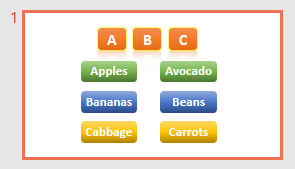 1
A B C
Apples Avocado
Bananas Beans
Cabbage Carrots